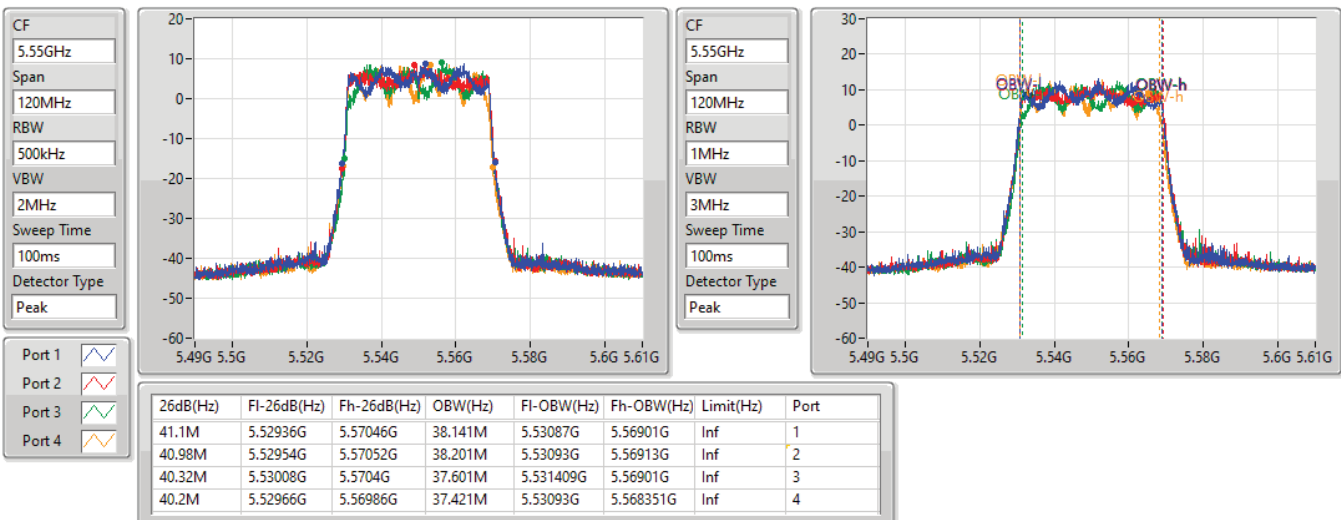 CF
5.55GHz
Span
120MHz
RBW
500kHz
VBW
2MHz
Sweep Time
100ms
Detector Type
Peak
20
10
0
-10
-20
-30
-40
-50
-60
5.49G 5.5G 5.52G 5.54G 5.56G 5.58G 5.6G 5.61G
CF
5.55GHz
Span
120MHz
RBW
1MHz
VBW
3MHz
Sweep Time
100ms
Detector Type
Peak
30
20
10
0
-10
-20
-30
-40
-50
-60
OBW-h
5.49G 5.5G 5.52G 5.54G 5.56G 5.58G 5.6G 5.61G
Port 1
Port 2
Port 3
Port 4
26dB(Hz) Fl-26dB(Hz) Fh-26dB(Hz) OBW(Hz) Fl-OBW(Hz) Fh-OBW(Hz) Limit(Hz) Port
41.1M 5.52936G 5.57046G 38.141M 5.53087G 5.56901G Inf 1
40.98M 5.52954G 5.57052G 38.201M 5.53093G 5.56913G Inf 2
40.32M 5.53008G 5.5704G 37.601M 5.531409G 5.56901G Inf 3
40.2M 5.52966G 5.56986G 37.421M 5.53093G 5.568351G Inf 4